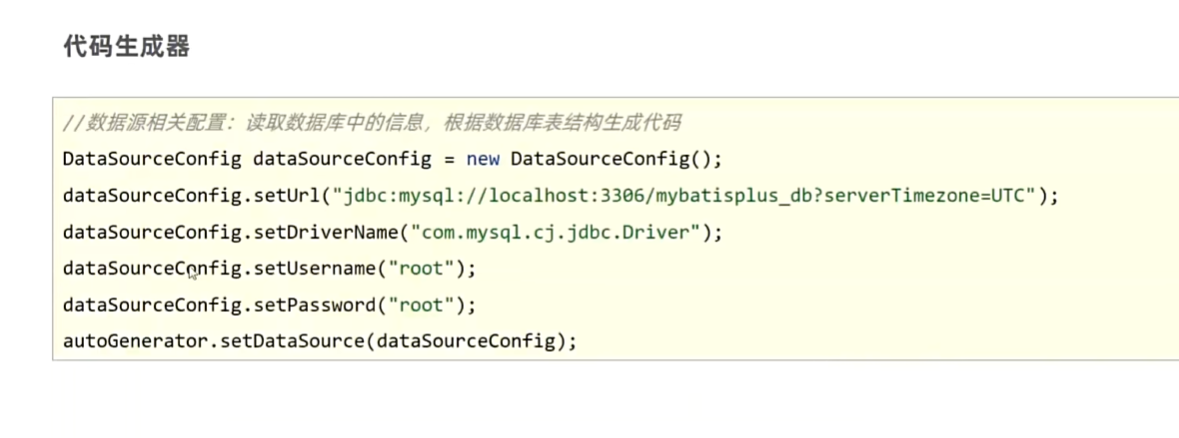 代码生成器
//数据源相关配置：读取数据库中的信息，根据数据库表结构生成代码
DataSourceConfig dataSourceConfig = new DataSourceConfig();
dataSourceConfig.setUrl("jdbc:mysql://localhost:3306/mybatisplus_db?serverTimezone=UTC");
dataSourceConfig.setDriverName("com.mysql.cj.jdbc.Driver");
dataSourceConfig.setUsername("root");
dataSourceConfig.setPassword("root");
autoGenerator.setDataSource(dataSourceConfig);